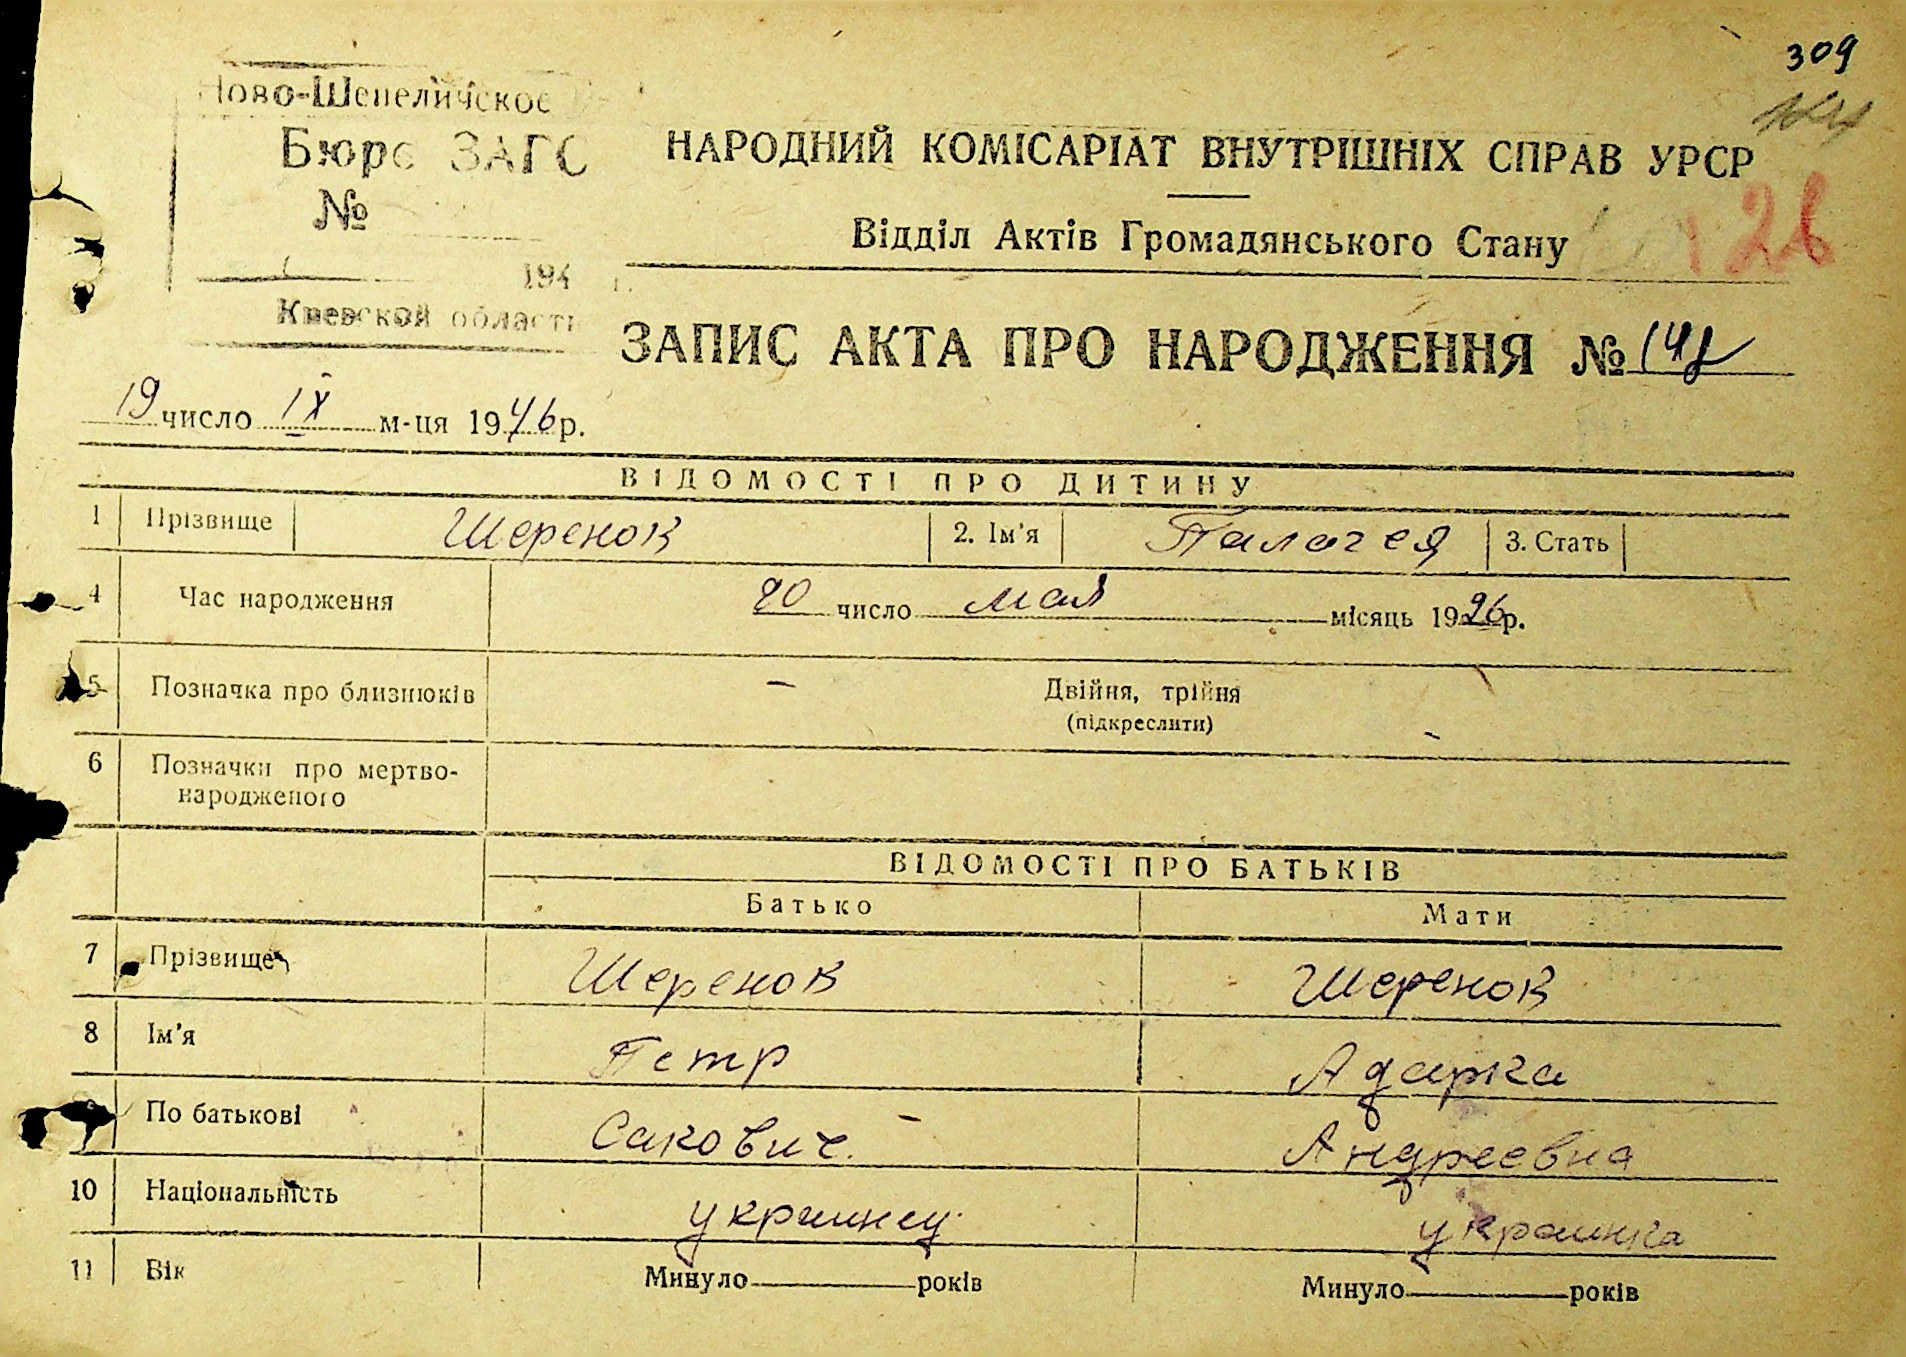 309
Ново-Шепеличское
Бюро ЗАГС
№
194 г.
Киевской области
НАРОДНИЙ КОМІСАРІАТ ВНУТРІШНІХ СПРАВ УРСР
26
Відділ Актів Громадянського Стану
ЗАПИС АКТА ПРО НАРОДЖЕННЯ №
19 число IX м-ця 1946 р.
ВІДОМОСТІ ПРО ДИТИНУ
1 Прізвище Шеренок 2. Ім'я Палагея 3. Стать
4 Час народження 20 число мая місяць 1926 р.
5 Позначка про близнюків - Двійня, трійня
(підкреслити)
6 Позначки про мертво-
народженого
ВІДОМОСТІ ПРО БАТЬКІВ
Батько Мати
7 Прізвище Шеренок Шеренок
8 Ім'я Петр Адарка
9 По батькові Сакович Андреевна
10 Національність украинец украинка
11 Вік Минуло років Минуло років